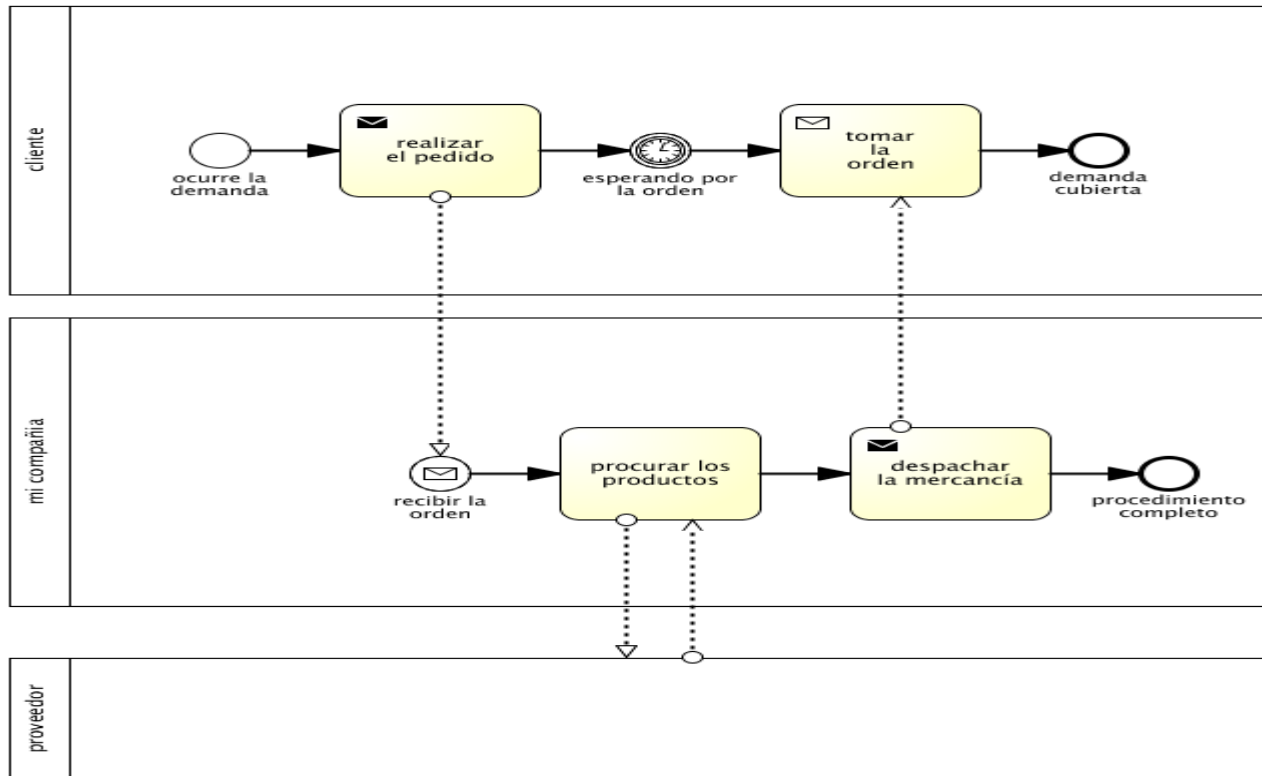 cliente
realizar
el pedido
tomar
la
orden
ocurre la
demanda
esperando por
la orden
demanda
cubierta
mi compañia
procurar los
productos
despachar
la mercancía
recibir la
orden
procedimiento
completo
proveedor